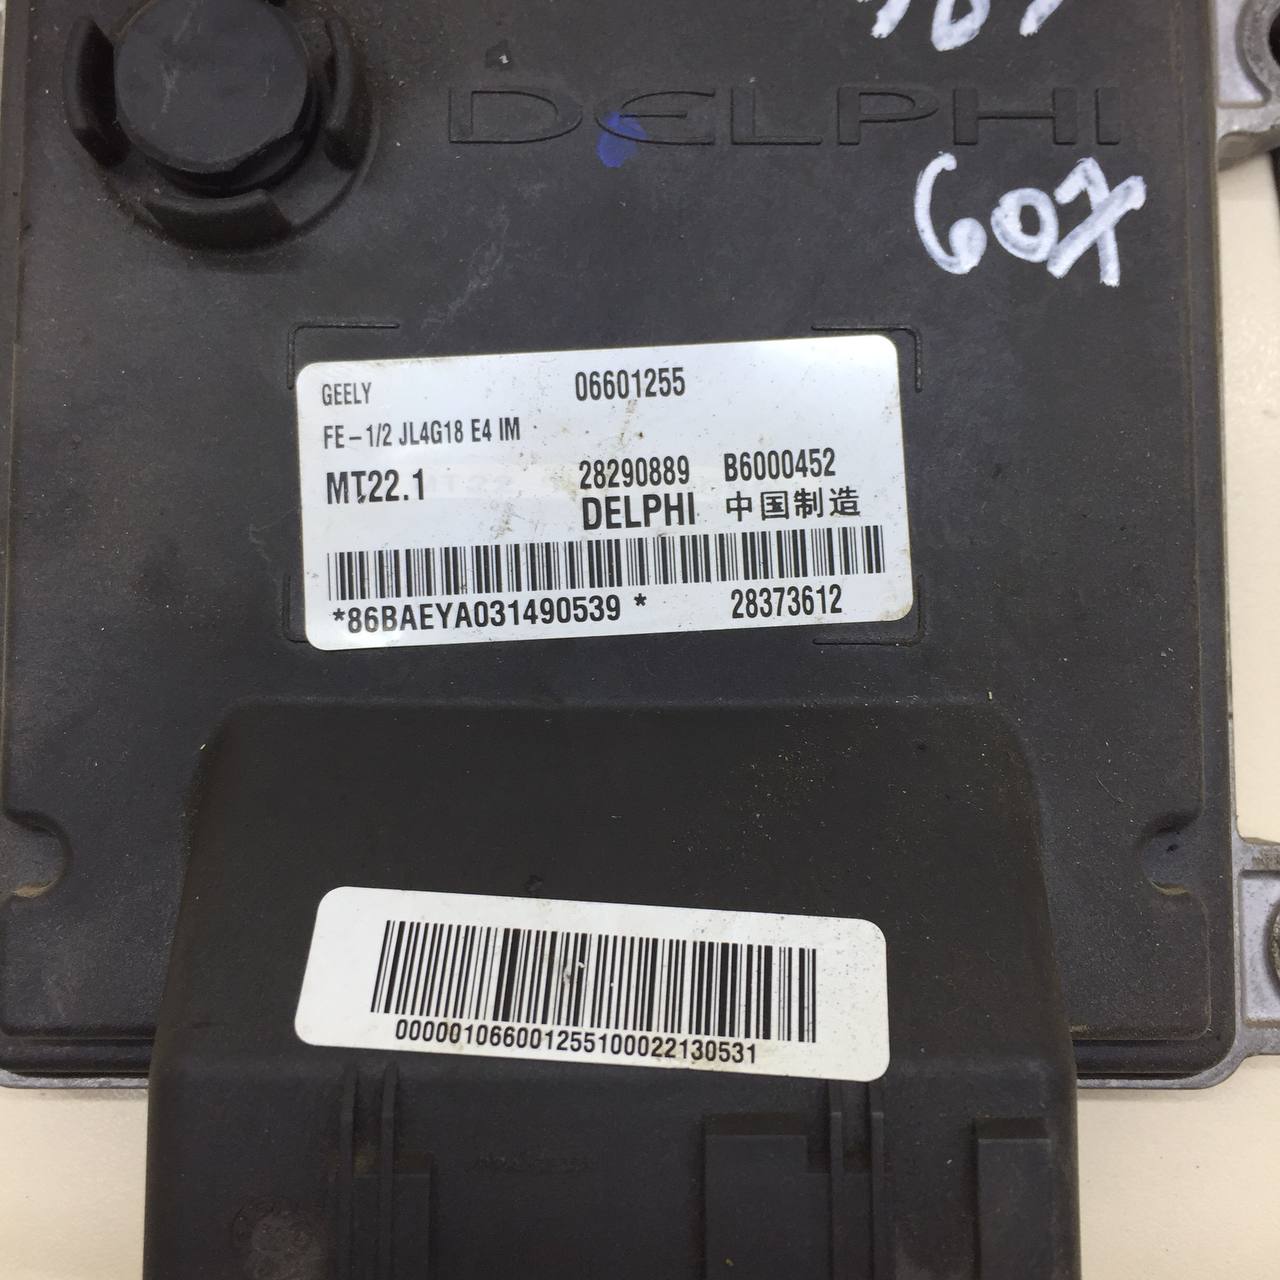 DELPHI
607
GEELY 06601255
FE-1/2 JL4G18 E4 IM
MT22.1 28290889 B6000452
DELPHI 中国制造
*86BAEYA031490539 * 28373612
000001066001255100022130531